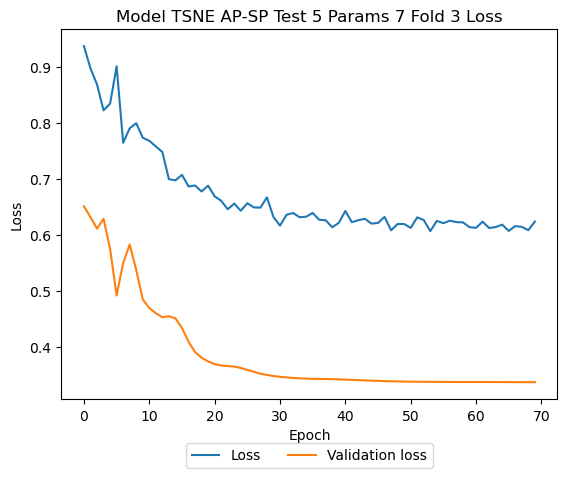 Model TSNE AP-SP Test 5 Params 7 Fold 3 Loss
0.9
0.8
0.7
0.6
0.5
0.4
Loss
0 10 20 30 40 50 60 70
Epoch
Loss Validation loss